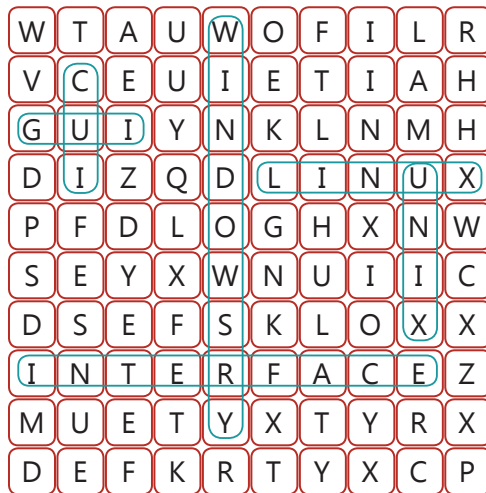 W T A U W O F I L R
V C E U I E T I A H
G U I Y N K L N M H
D I Z Q D L I N U X
P F D L O G H X N W
S E Y X W N U I I C
D S E F S K L O X X
I N T E R F A C E Z
M U E T Y X T Y R X
D E F K R T Y X C P